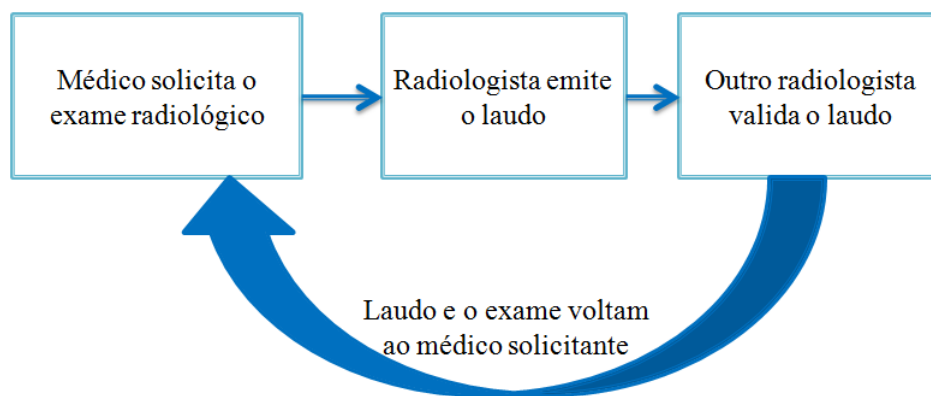 Médico solicita o
exame radiológico
Radiologista emite
o laudo
Outro radiologista
valida o laudo
Laudo e o exame voltam
ao médico solicitante